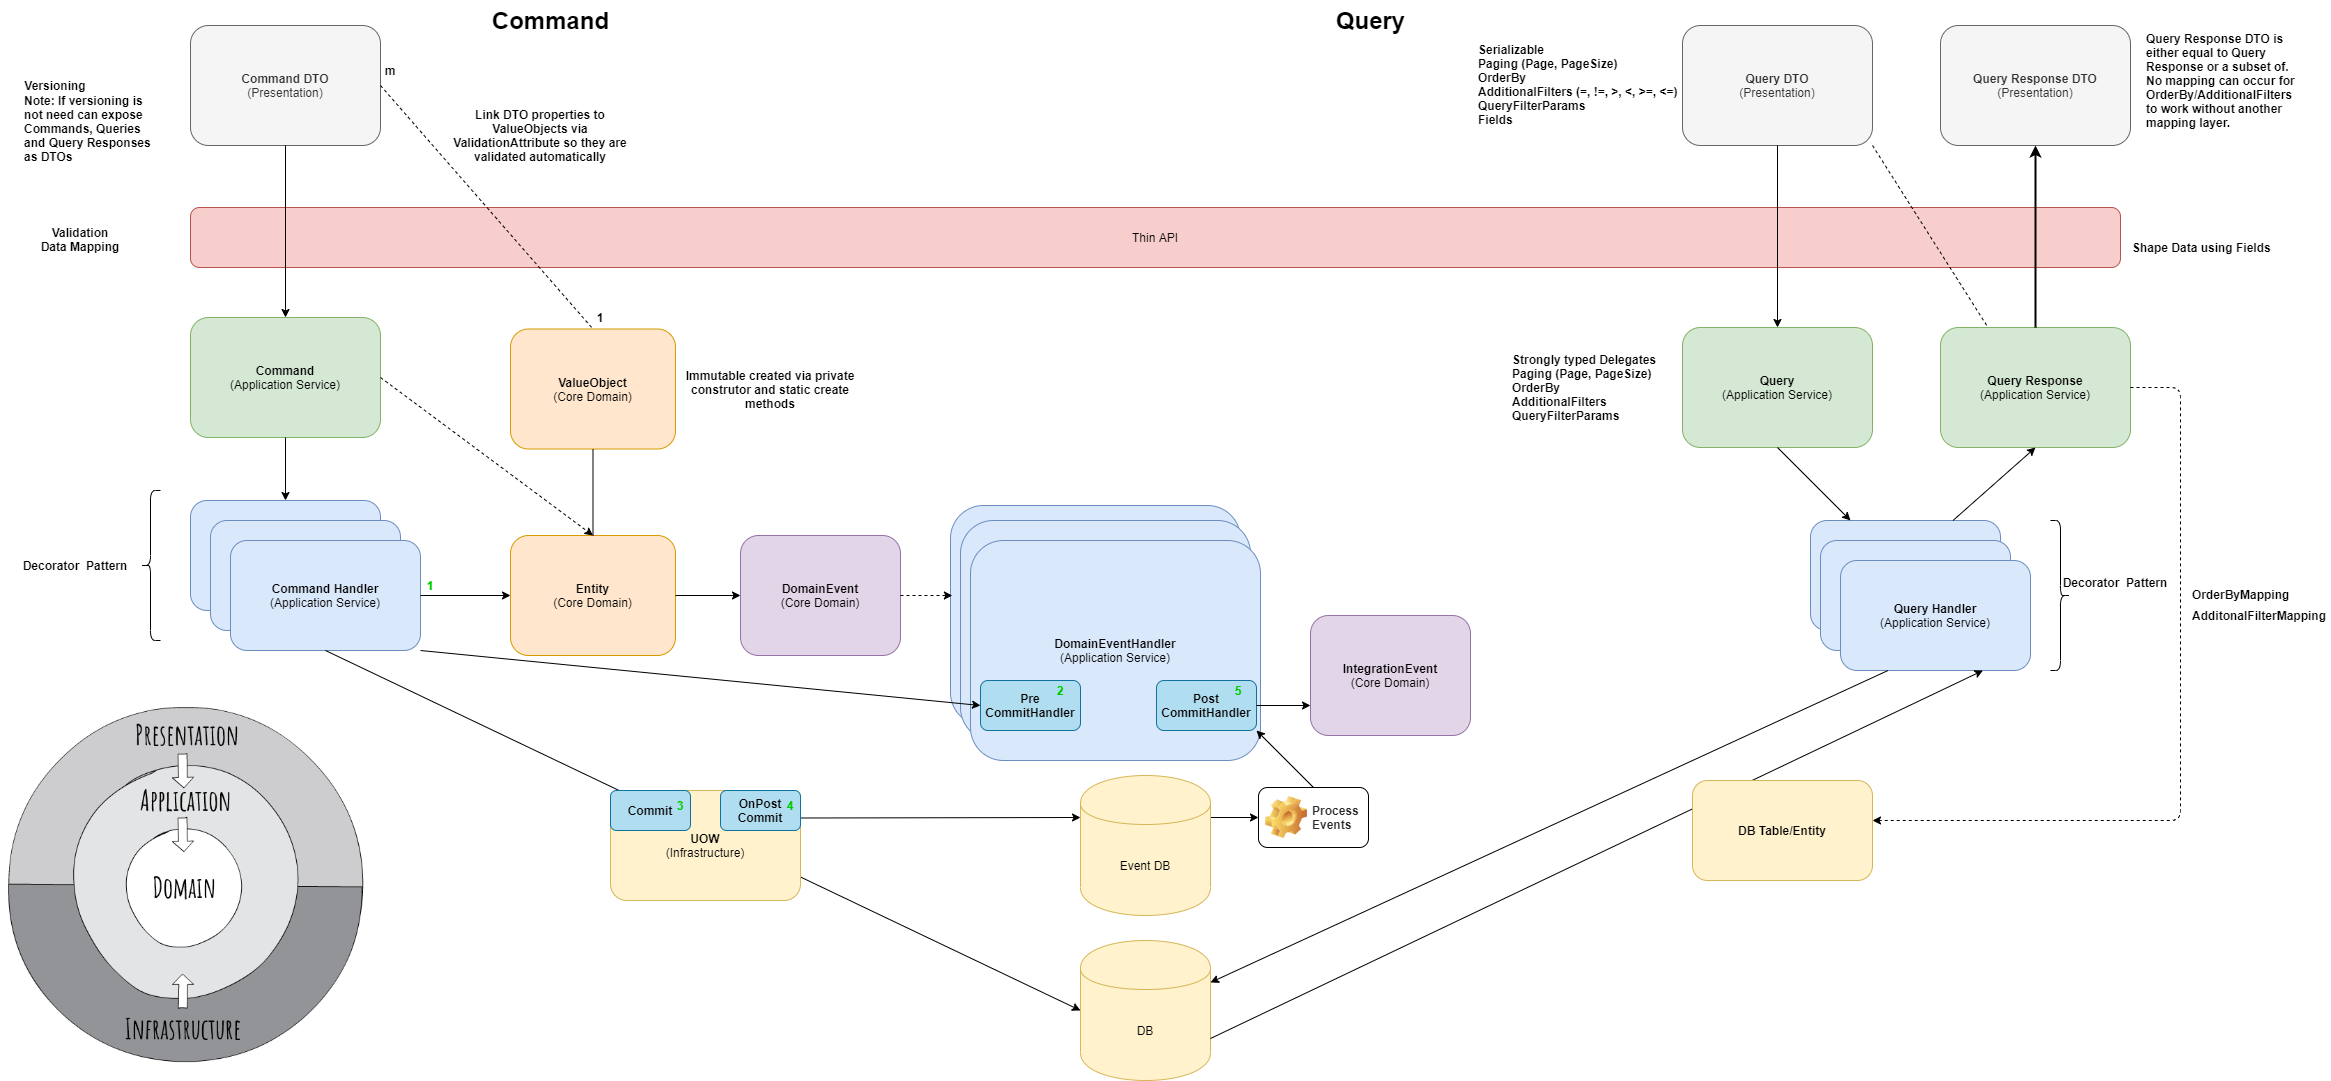 Command
Query
Command DTO
(Presentation)
m
Versioning
Note: If versioning is
not need can expose
Commands, Queries
and Query Responses
as DTOs
Link DTO properties to
ValueObjects via
ValidationAttribute so they are
validated automatically
Serializable
Paging (Page, PageSize)
OrderBy
AdditionalFilters (=, !=, >, <, >=, <=)
QueryFilterParams
Fields
Query DTO
(Presentation)
Query Response DTO
(Presentation)
Query Response DTO is
either equal to Query
Response or a subset of.
No mapping can occur for
OrderBy/AdditionalFilters
to work without another
mapping layer.
Validation
Data Mapping
Thin API
Shape Data using Fields
Command
(Application Service)
1
ValueObject
(Core Domain)
Immutable created via private
construtor and static create
methods
Strongly typed Delegates
Paging (Page, PageSize)
OrderBy
AdditionalFilters
QueryFilterParams
Query
(Application Service)
Query Response
(Application Service)
Decorator Pattern
Command Handler
(Application Service)
1
Entity
(Core Domain)
DomainEvent
(Core Domain)
DomainEventHandler
(Application Service)
Pre
CommitHandler
2
Post
CommitHandler
5
IntegrationEvent
(Core Domain)
Query Handler
(Application Service)
Decorator Pattern
OrderByMapping
AdditonalFilterMapping
Commit
3
OnPost
Commit
4
UOW
(Infrastructure)
Event DB
Process
Events
DB Table/Entity
DB
PRESENTATION
APPLICATION
DOMAIN
INFRASTRUCTURE